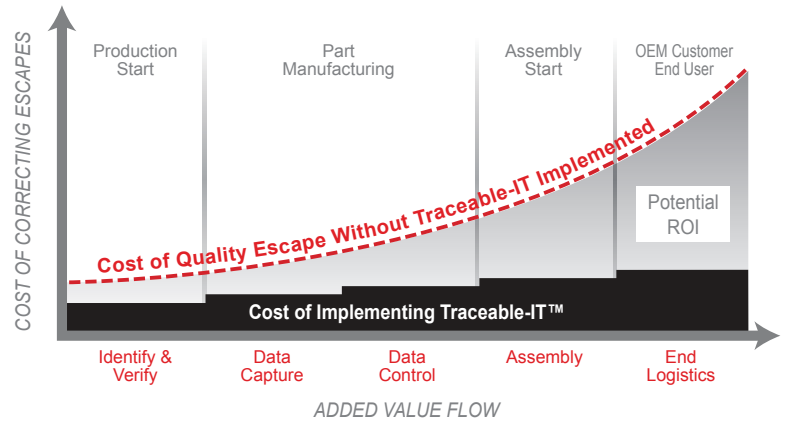 Production
Start
Part
Manufacturing
Assembly
Start
OEM Customer
End User
COST OF CORRECTING ESCAPES
Cost of Quality Escape Without Traceable-IT Implemented
Potential
ROI
Cost of Implementing Traceable-IT™
Identify &
Verify
Data
Capture
Data
Control
Assembly
End
Logistics
ADDED VALUE FLOW